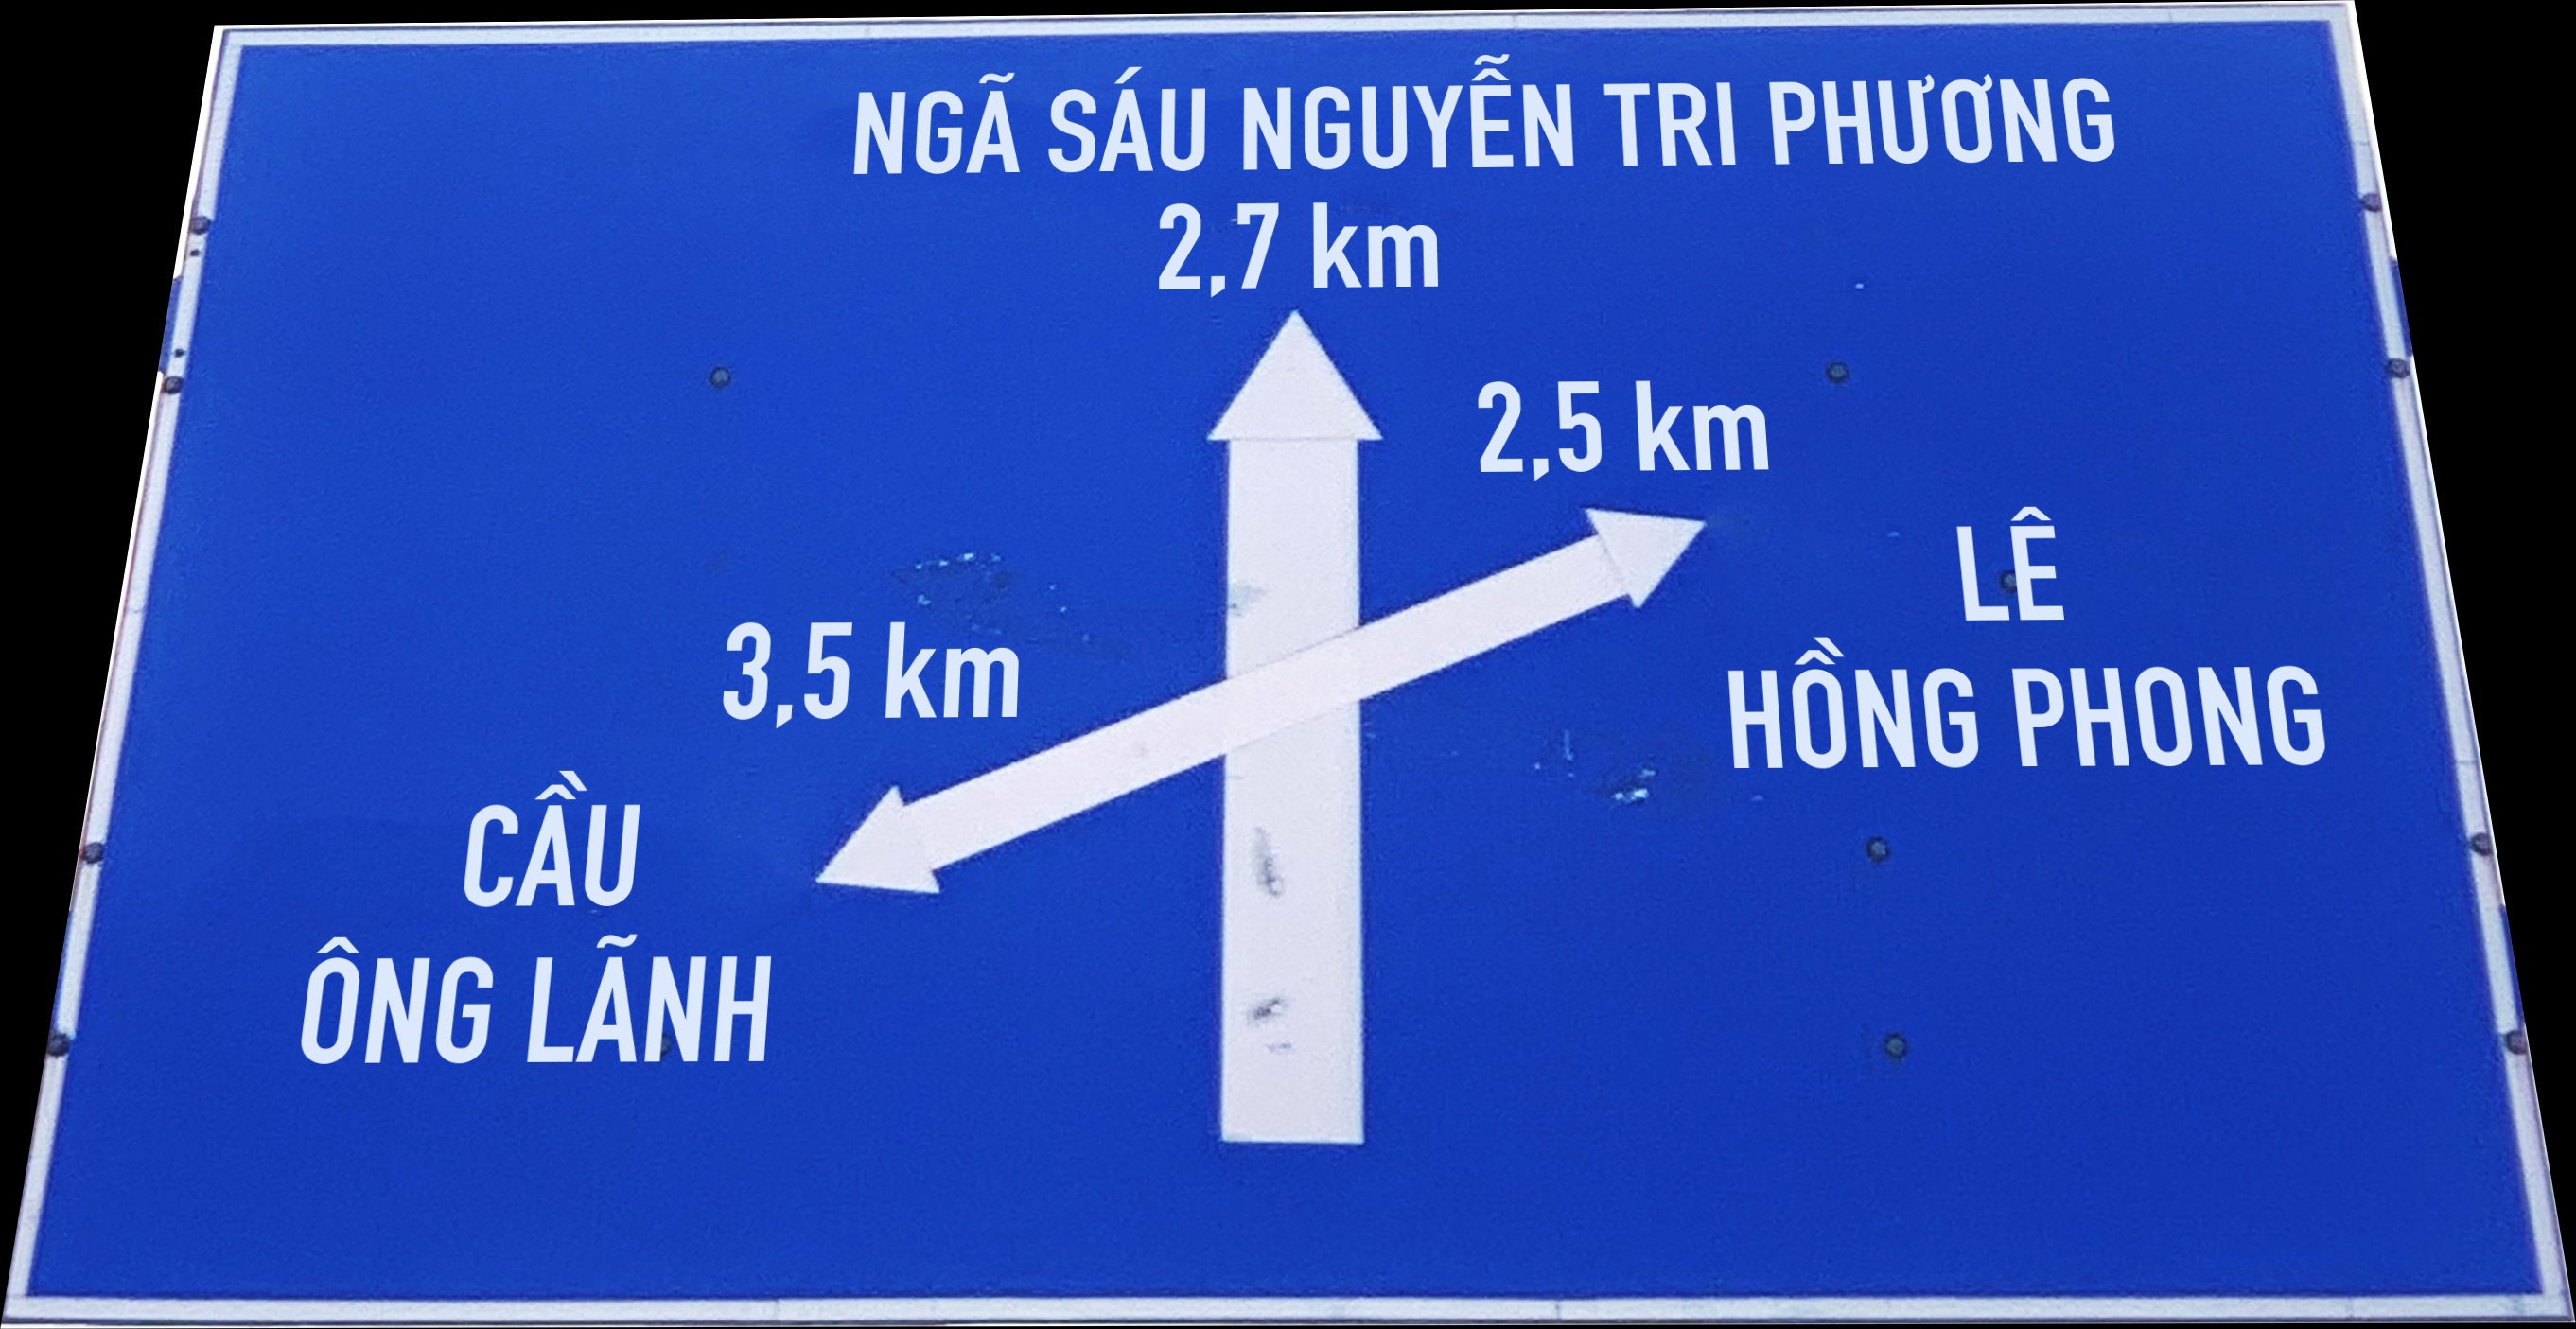 NGÃ SÁU NGUYỄN TRI PHƯƠNG
2,7 km
2,5 km
LÊ
HỒNG PHONG
3,5 km
CẦU
ÔNG LÃNH